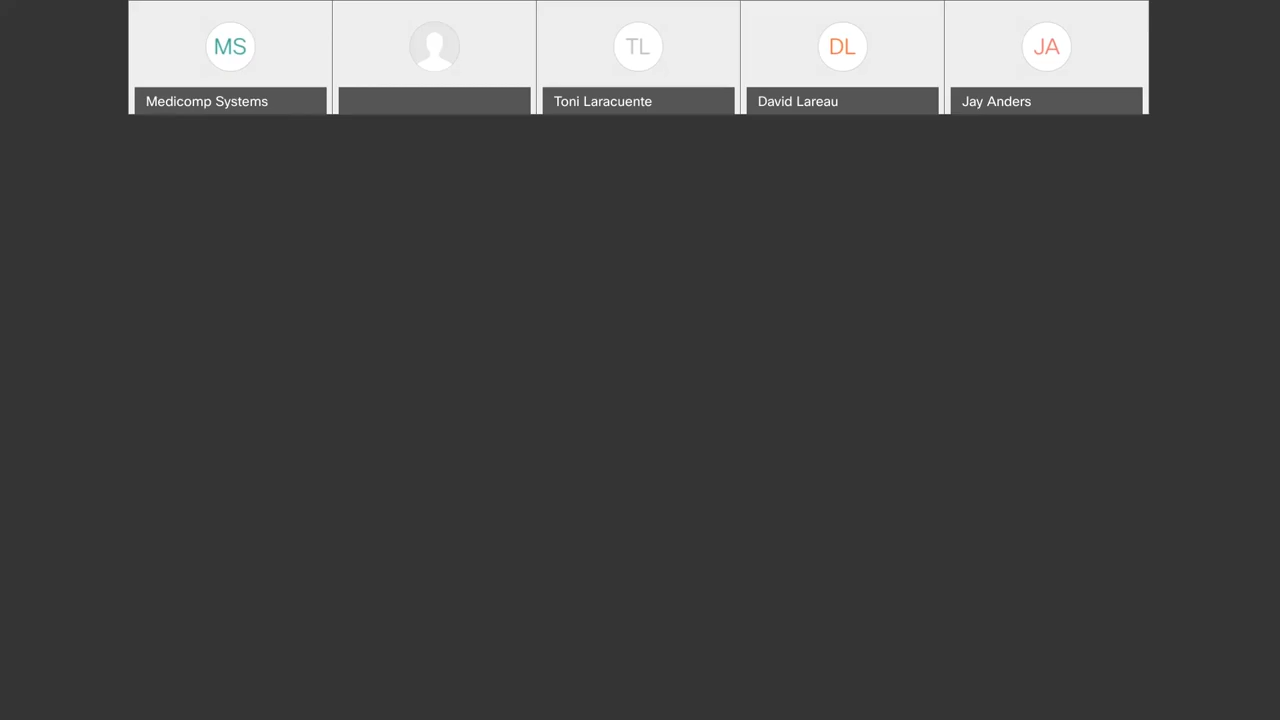 MS
TL
DL
JA
Medicomp Systems
Toni Laracuente
David Lareau
Jay Anders